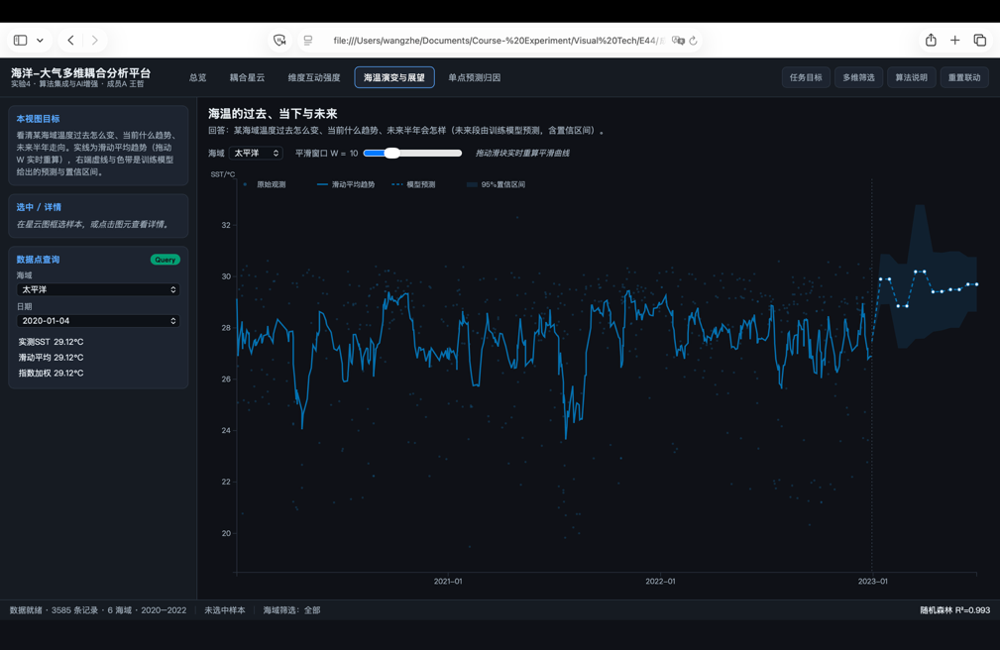 file:///Users/wangzhe/Documents/Course-%20Experiment/Visual%20Tech/E44/
海洋-大气多维耦合分析平台
实验4 · 算法集成与AI增强 · 成员A 王哲
总览
耦合星云
维度互动强度
海温演变与展望
单点预测归因
任务目标
多维筛选
算法说明
重置联动
本视图目标
看清某海域温度过去怎么变、当前什么趋势、
未来半年走向。实线为滑动平均趋势（拖动
W 实时重算），右端虚线与色带是训练模型
给出的预测与置信区间。
选中 / 详情
在星云图框选样本，或点击图元查看详情。
数据点查询
Query
海域
太平洋
日期
2020-01-04
实测SST 29.12°C
滑动平均 29.12°C
指数加权 29.12°C
海温的过去、当下与未来
回答：某海域温度过去怎么变、当前什么趋势、未来半年会怎样（未来段由训练模型预测，含置信区间）。
海域 太平洋 平滑窗口 W = 10 拖动滑块实时重算平滑曲线
SST/°C
原始观测
滑动平均趋势
模型预测
95%置信区间
32
30
28
26
24
22
20
2021-01
2022-01
2023-01
数据就绪 · 3585 条记录 · 6 海域 · 2020—2022
未选中样本
海域筛选：全部
随机森林 R²=0.993